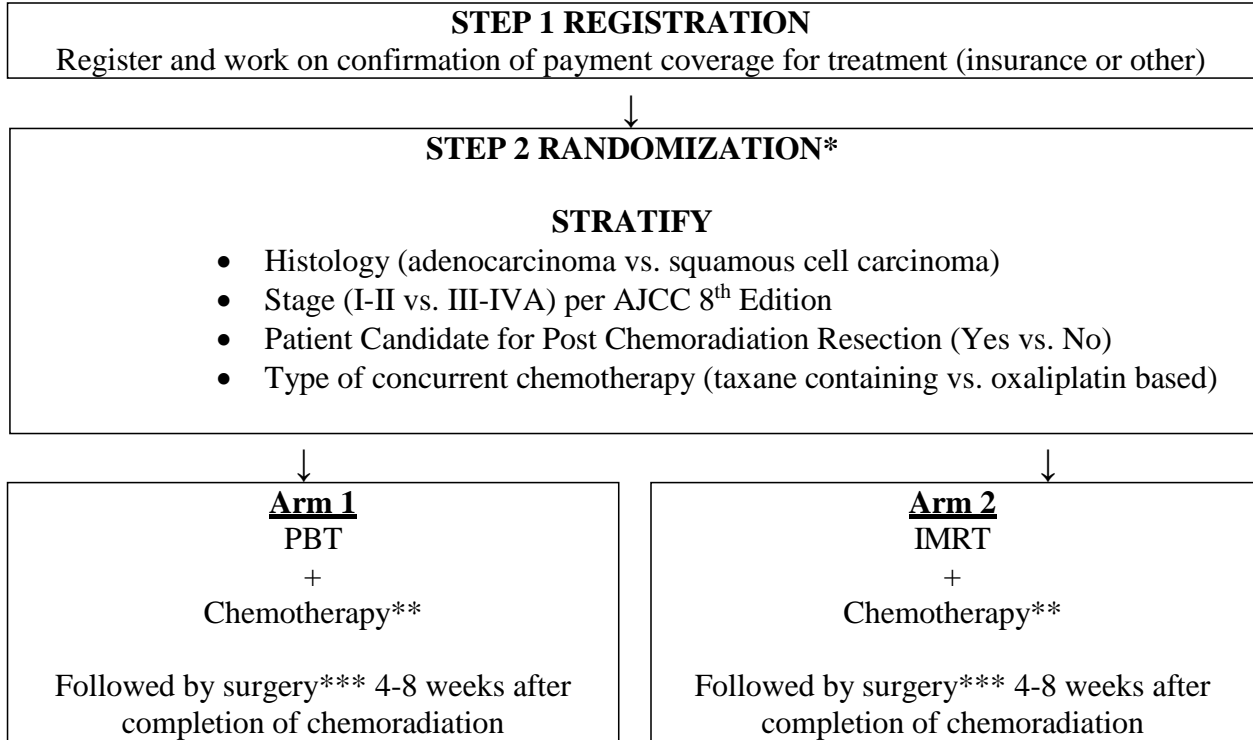 STEP 1 REGISTRATION
Register and work on confirmation of payment coverage for treatment (insurance or other)
↓
STEP 2 RANDOMIZATION*
STRATIFY
• Histology (adenocarcinoma vs. squamous cell carcinoma)
• Stage (I-II vs. III-IVA) per AJCC 8th Edition
• Patient Candidate for Post Chemoradiation Resection (Yes vs. No)
• Type of concurrent chemotherapy (taxane containing vs. oxaliplatin based)
↓ ↓
Arm 1
PBT
+
Chemotherapy**
Followed by surgery*** 4-8 weeks after
completion of chemoradiation
Arm 2
IMRT
+
Chemotherapy**
Followed by surgery*** 4-8 weeks after
completion of chemoradiation